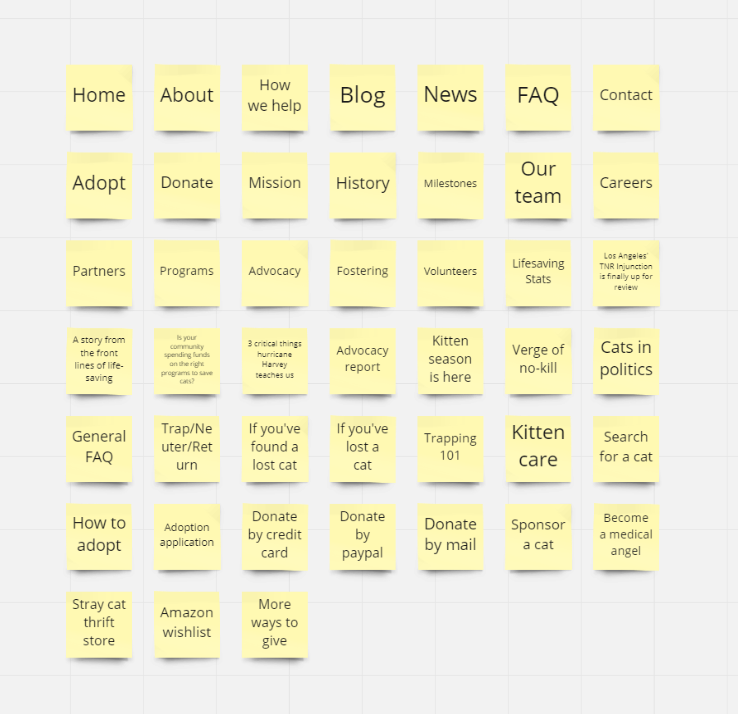 Home
About
How
we help
Blog
News
FAQ
Contact
Adopt
Donate
Mission
History
Milestones
Our
team
Careers
Partners
Programs
Advocacy
Fostering
Volunteers
Lifesaving
Stats
Los Angeles'
TNR Injunction
is finally up for
review
A story from
the front
lines of life-
saving
Is your
community
spending funds
on the right
programs to save
cats?
3 critical things
hurricane
Harvey
teaches us
Advocacy
report
Kitten
season
is here
Verge of
no-kill
Cats in
politics
General
FAQ
Trap/Ne
uter/Ret
urn
If you've
found a
lost cat
If you've
lost a
cat
Trapping
101
Kitten
care
Search
for a cat
How to
adopt
Adoption
application
Donate
by credit
card
Donate
by
paypal
Donate
by mail
Sponsor
a cat
Become
a medical
angel
Stray cat
thrift
store
Amazon
wishlist
More
ways to
give